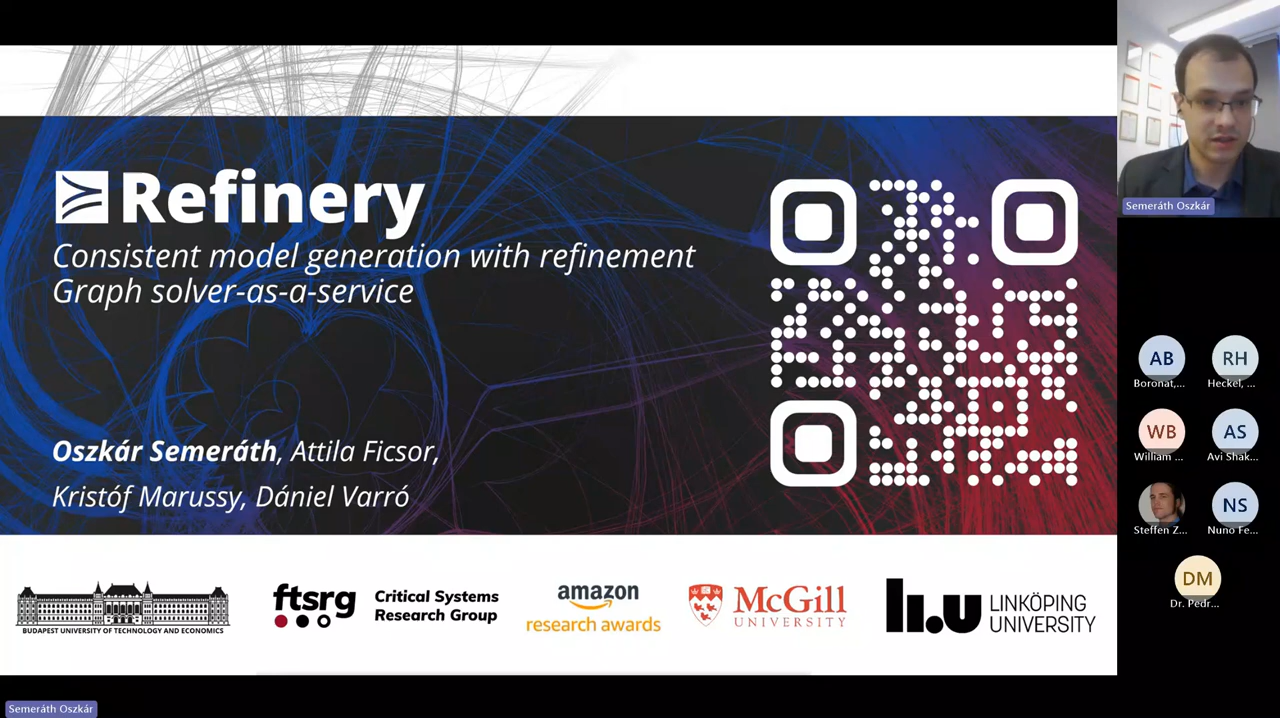 Refinery
Consistent model generation with refinement
Graph solver-as-a-service
Oszkár Semeráth, Attila Ficsor,
Kristóf Marussy, Dániel Varró
BUDAPEST UNIVERSITY OF TECHNOLOGY AND ECONOMICS
ftsrg
Critical Systems
Research Group
amazon
research awards
McGill
UNIVERSITY
li.u
LINKÖPING
UNIVERSITY
Semeráth Oszkár
AB
RH
Boronat,...
Heckel, ...
WB
AS
William ...
Avi Shak...
NS
Steffen Z...
Nuno Fe...
DM
Dr. Pedr...
Semeráth Oszkár